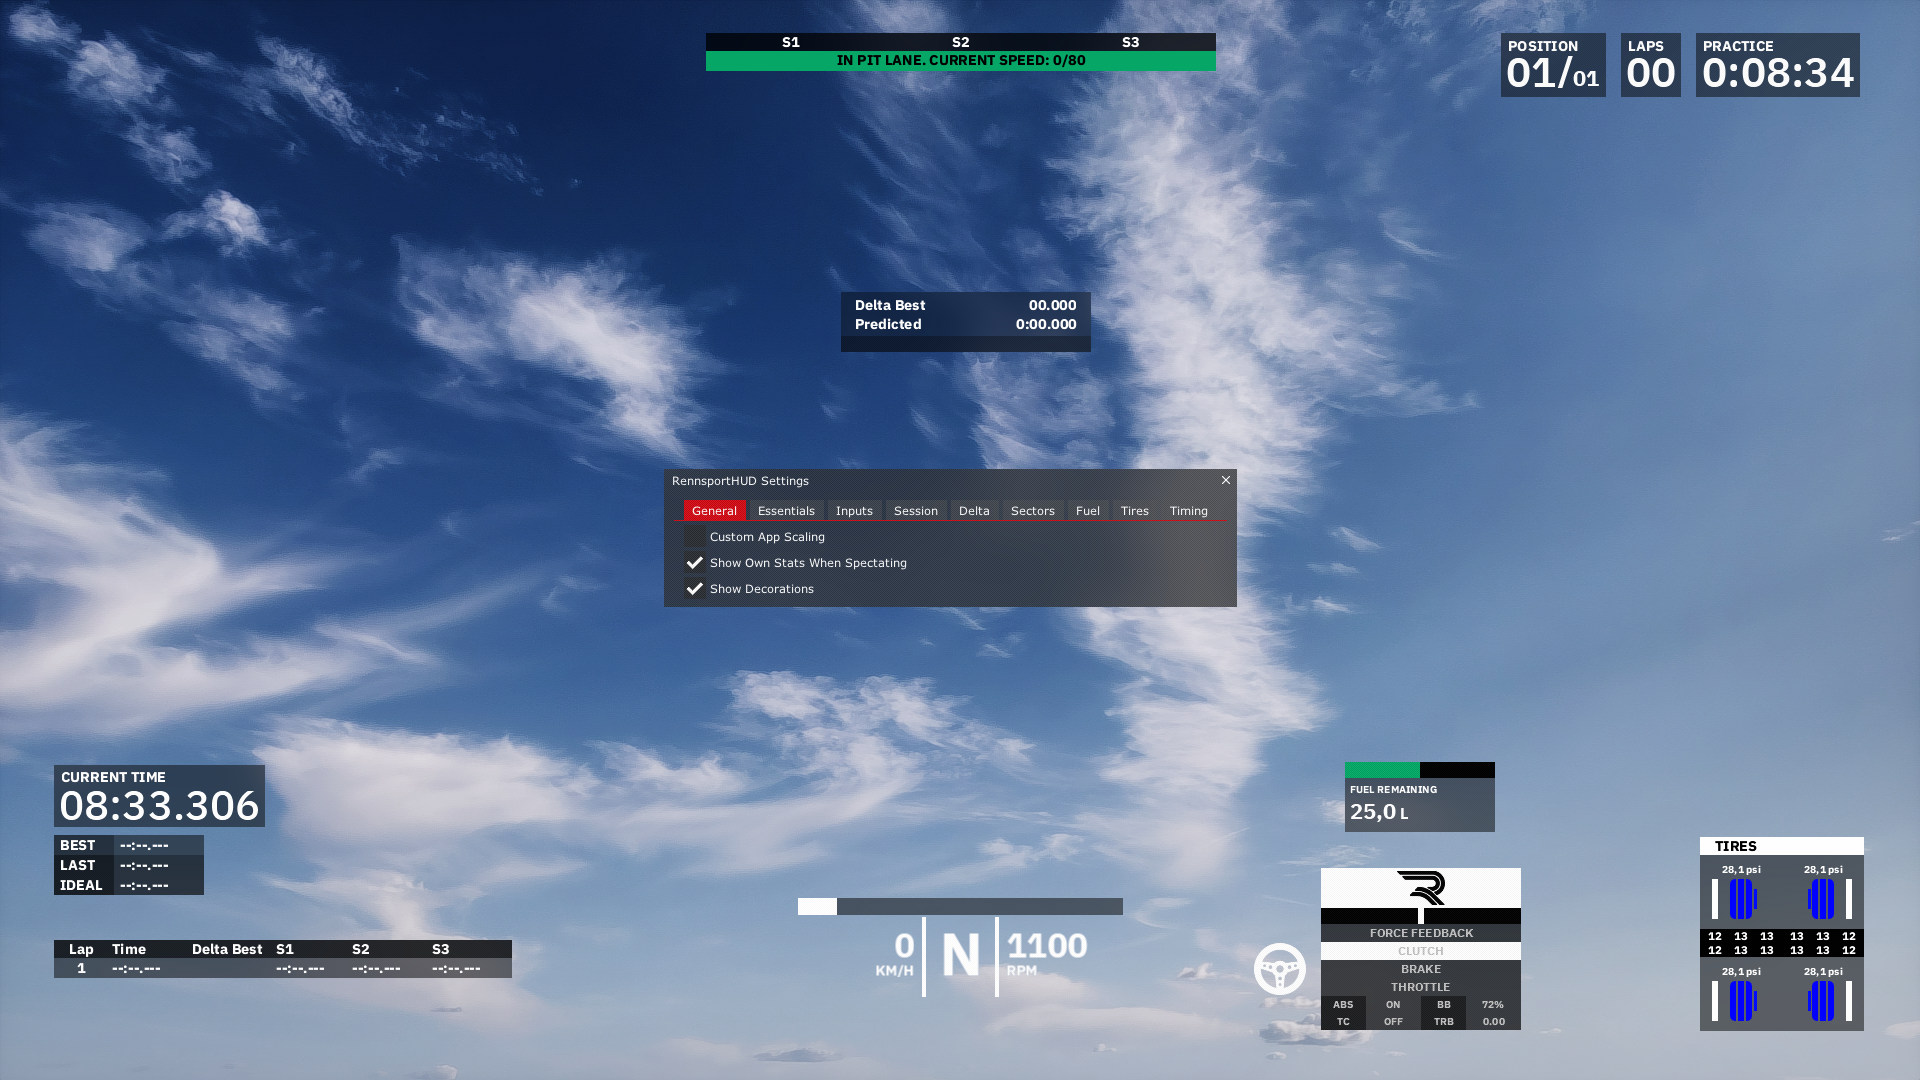 S1 S2 S3
IN PIT LANE. CURRENT SPEED: 0/80
POSITION
01/01
LAPS
00
PRACTICE
0:08:34
Delta Best 00.000
Predicted 0:00.000
RennsportHUD Settings
General Essentials Inputs Session Delta Sectors Fuel Tires Timing
Custom App Scaling
Show Own Stats When Spectating
Show Decorations
CURRENT TIME
08:33.306
BEST --:--.---
LAST --:--.---
IDEAL --:--.---
Lap Time Delta Best S1 S2 S3
1 --:--.--- --:--.--- --:--.--- --:--.---
0 KM/H
N
1100 RPM
FUEL REMAINING
25,0 L
FORCE FEEDBACK
CLUTCH
BRAKE
THROTTLE
ABS ON BB 72%
TC OFF TRB 0.00
TIRES
28,1 psi 28,1 psi
12 13 13 13 13 12
12 13 13 13 13 12
28,1 psi 28,1 psi